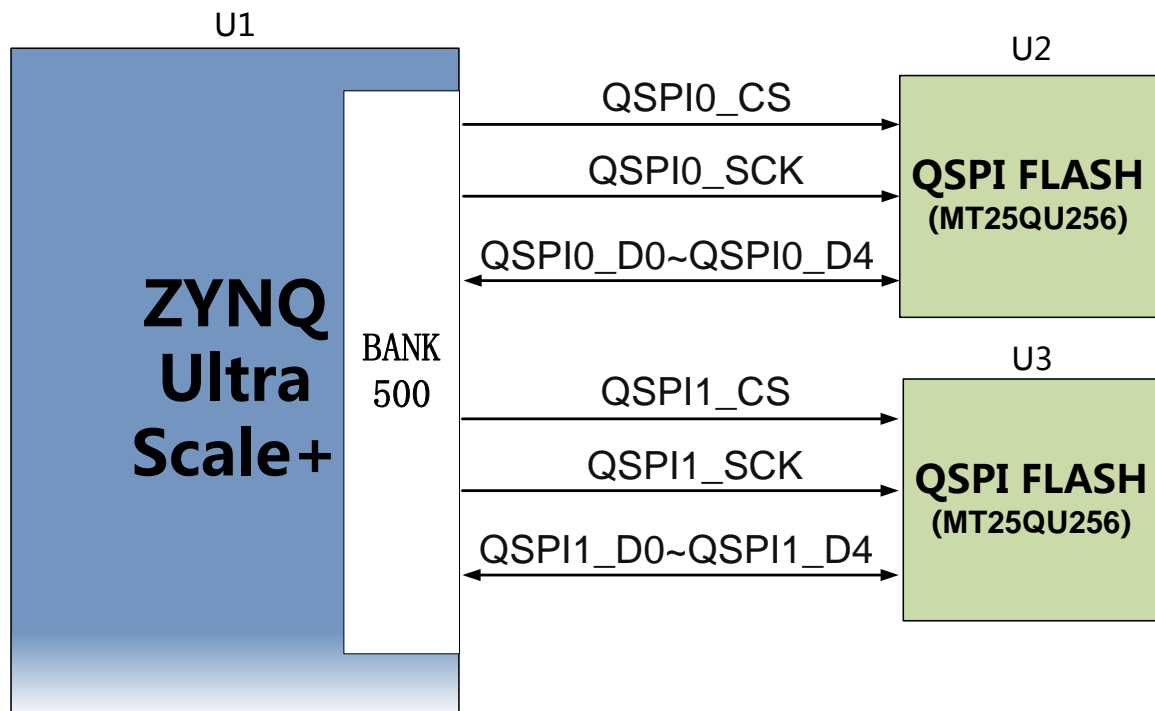 U1
ZYNQ
Ultra
Scale+
BANK
500
QSPI0_CS
QSPI0_SCK
QSPI0_D0~QSPI0_D4
QSPI1_CS
QSPI1_SCK
QSPI1_D0~QSPI1_D4
U2
QSPI FLASH
(MT25QU256)
U3
QSPI FLASH
(MT25QU256)